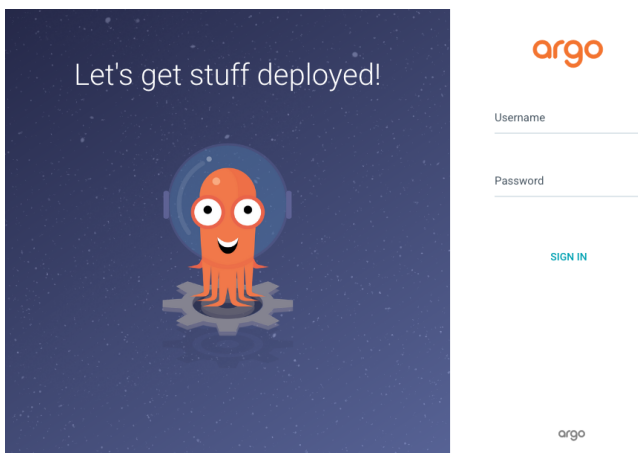 Let's get stuff deployed!
argo
Username
Password
SIGN IN
argo